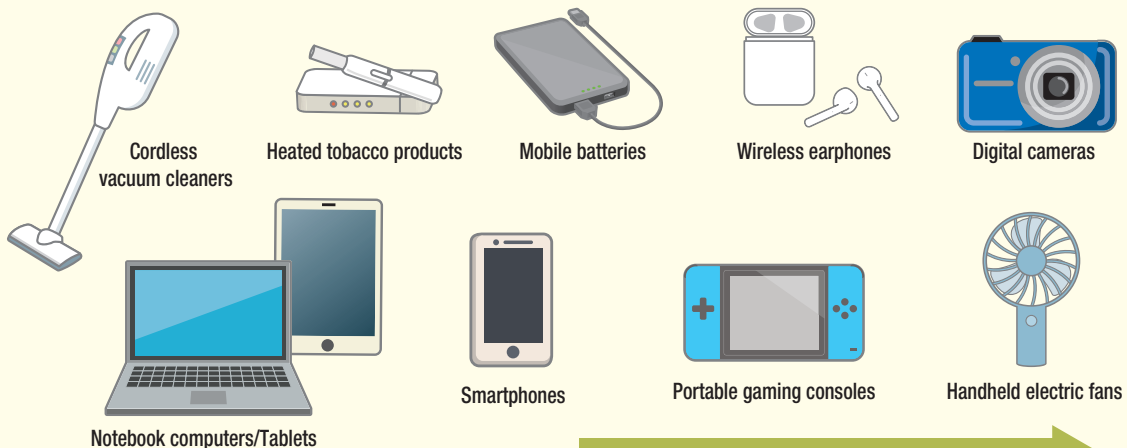 Cordless
vacuum cleaners
Heated tobacco products
Mobile batteries
Wireless earphones
Digital cameras
Notebook computers/Tablets
Smartphones
Portable gaming consoles
Handheld electric fans